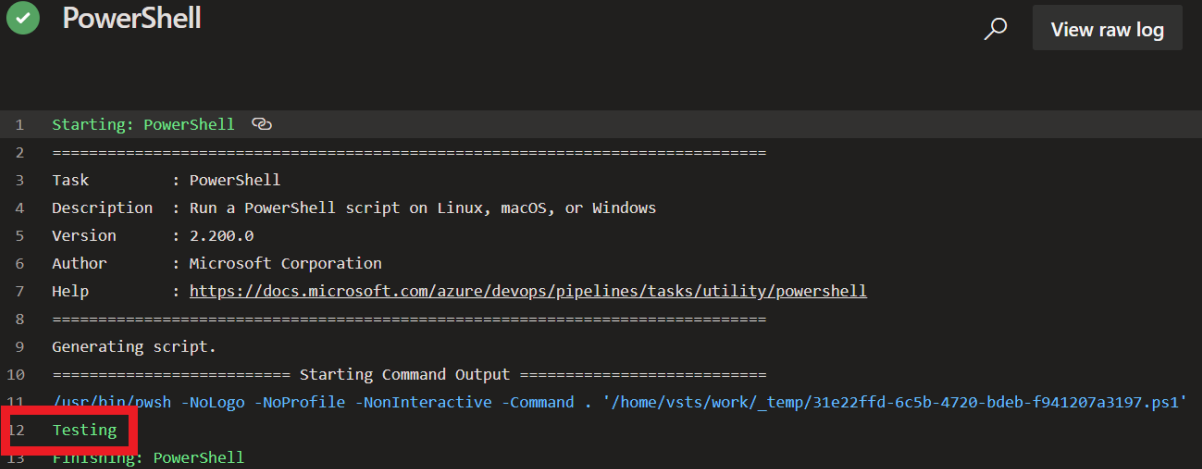 PowerShell
View raw log
1 Starting: PowerShell
2 ==============================================================================
3 Task : PowerShell
4 Description : Run a PowerShell script on Linux, macOS, or Windows
5 Version : 2.200.0
6 Author : Microsoft Corporation
7 Help : https://docs.microsoft.com/azure/devops/pipelines/tasks/utility/powershell
8 ==============================================================================
9 Generating script.
10 ========================== Starting Command Output ===========================
11 /usr/bin/pwsh -NoLogo -NoProfile -NonInteractive -Command . '/home/vsts/work/_temp/31e22ffd-6c5b-4720-bdeb-f941207a3197.ps1'
12 Testing
13 Finishing: PowerShell